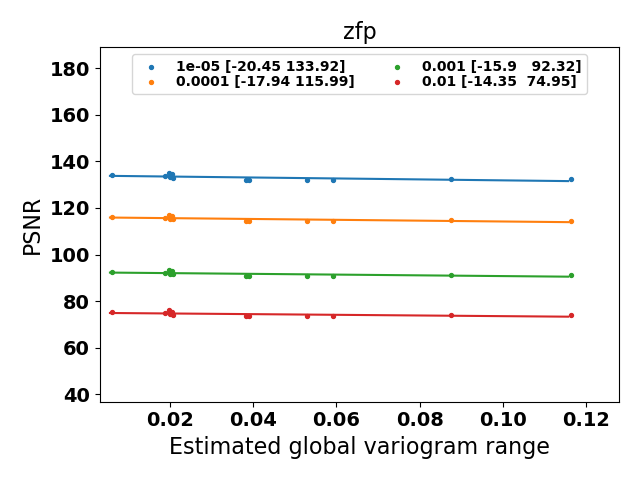 zfp
1e-05 [-20.45 133.92]
0.0001 [-17.94 115.99]
0.001 [-15.9   92.32]
0.01 [-14.35  74.95]
PSNR
180
160
140
120
100
80
60
40
0.02 0.04 0.06 0.08 0.10 0.12
Estimated global variogram range